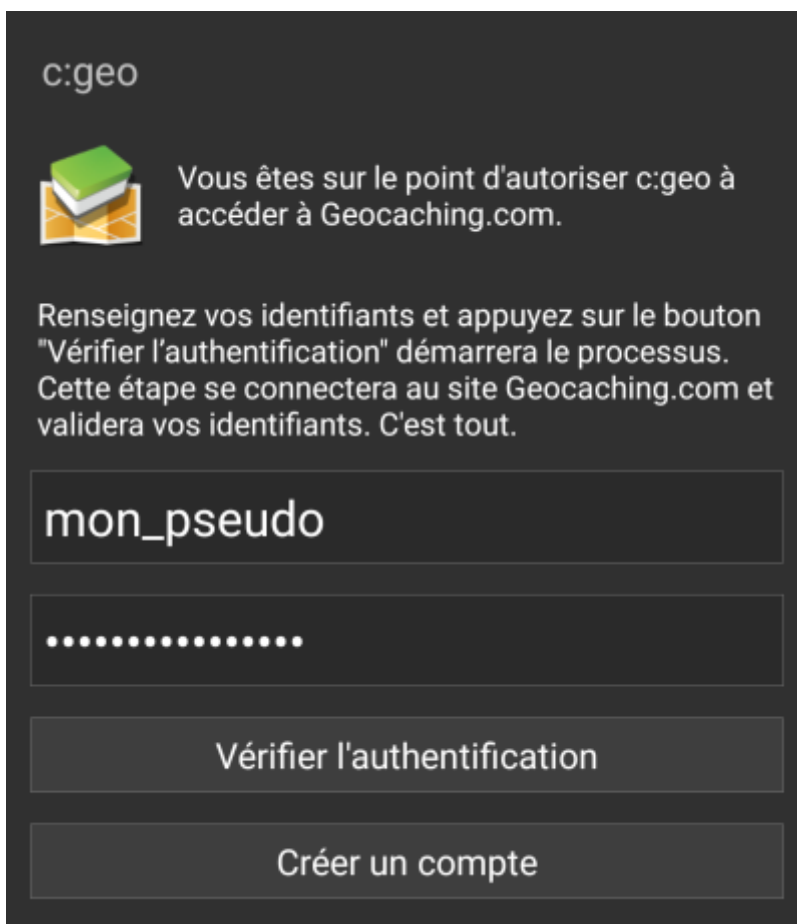 c:geo
Vous êtes sur le point d'autoriser c:geo à
accéder à Geocaching.com.
Renseignez vos identifiants et appuyez sur le bouton
"Vérifier l’authentification" démarrera le processus.
Cette étape se connectera au site Geocaching.com et
validera vos identifiants. C'est tout.
mon_pseudo
••••••••••••••••
Vérifier l'authentification
Créer un compte